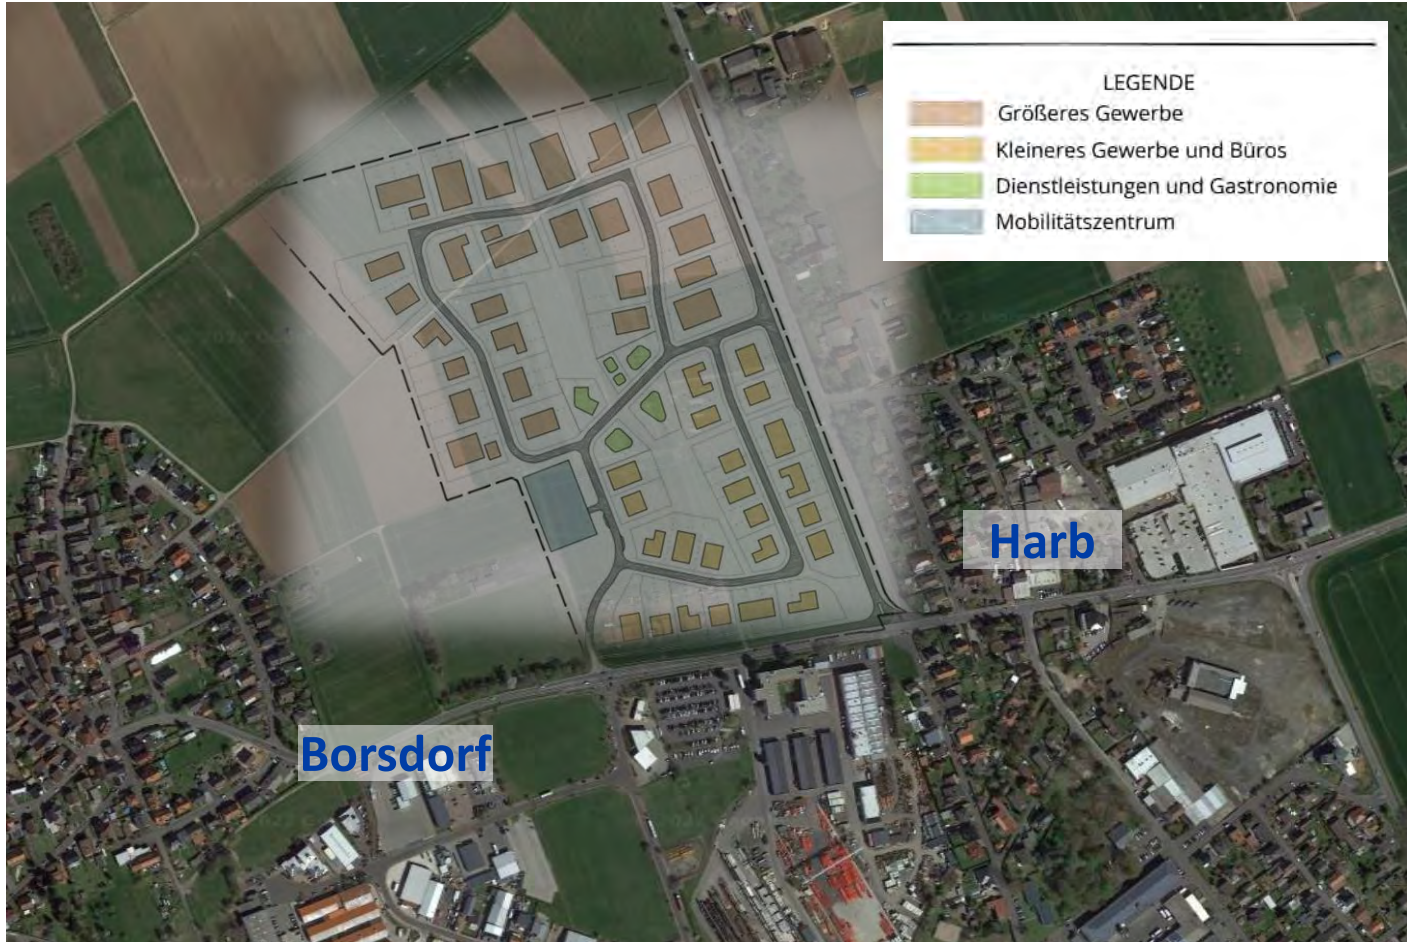 LEGENDE
Größeres Gewerbe
Kleineres Gewerbe und Büros
Dienstleistungen und Gastronomie
Mobilitätszentrum
Harb
Borsdorf